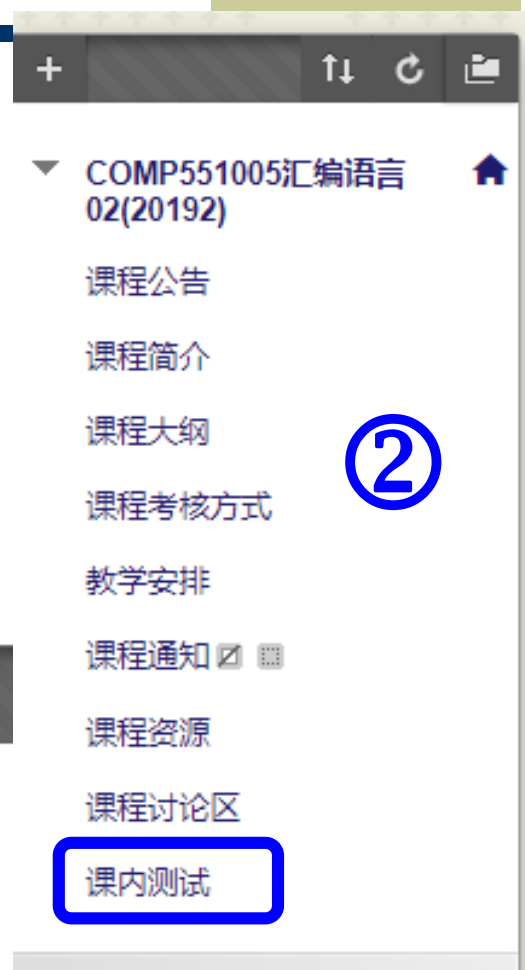 COMP551005汇编语言
02(20192)
课程公告
课程简介
课程大纲
②
课程考核方式
教学安排
课程通知
课程资源
课程讨论区
课内测试